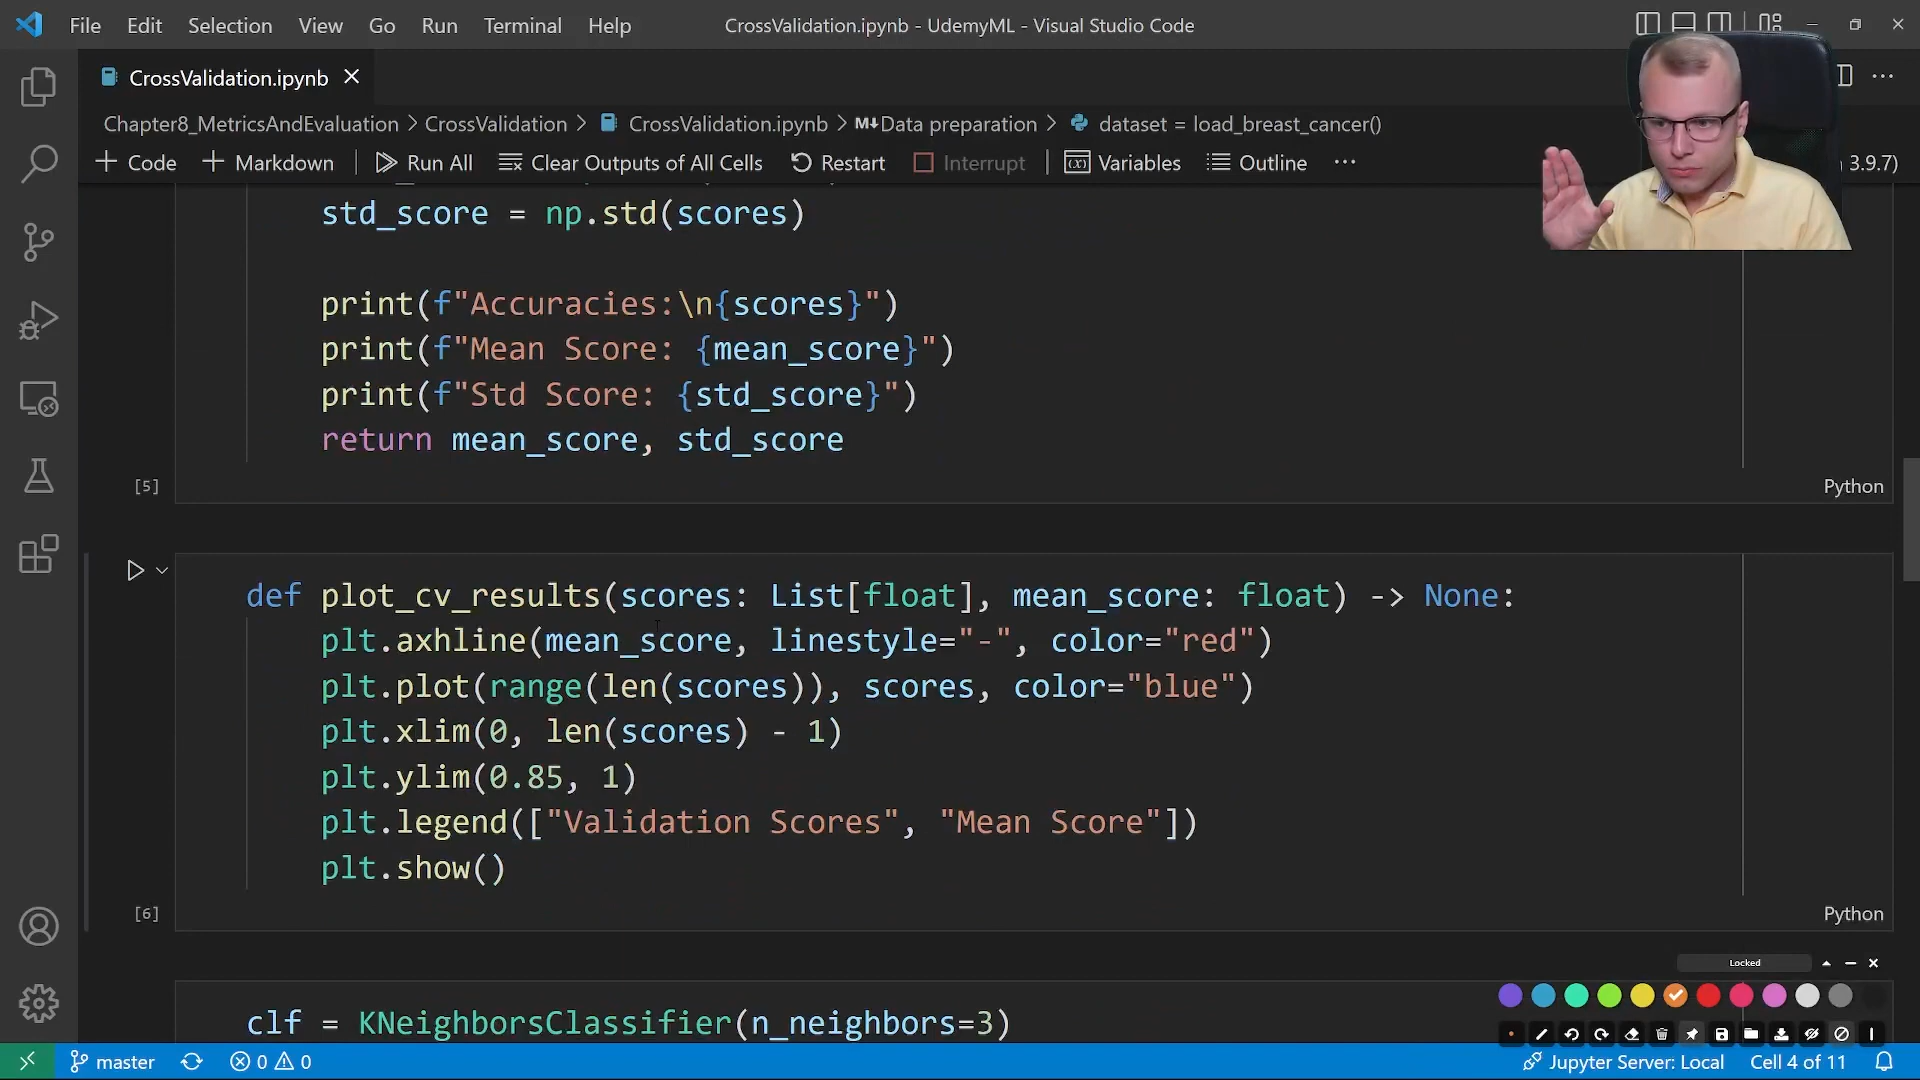 File Edit Selection View Go Run Terminal Help CrossValidation.ipynb - UdemyML - Visual Studio Code
CrossValidation.ipynb
Chapter8_MetricsAndEvaluation > CrossValidation > CrossValidation.ipynb > M↓Data preparation > dataset = load_breast_cancer()
+ Code + Markdown Run All Clear Outputs of All Cells Restart Interrupt Variables Outline ... 3.9.7)
std_score = np.std(scores)
print(f"Accuracies:\n{scores}")
print(f"Mean Score: {mean_score}")
print(f"Std Score: {std_score}")
return mean_score, std_score
[5] Python
def plot_cv_results(scores: List[float], mean_score: float) -> None:
plt.axhline(mean_score, linestyle="-", color="red")
plt.plot(range(len(scores)), scores, color="blue")
plt.xlim(0, len(scores) - 1)
plt.ylim(0.85, 1)
plt.legend(["Validation Scores", "Mean Score"])
plt.show()
[6] Python
Locked
clf = KNeighborsClassifier(n_neighbors=3)
master 0 0 Jupyter Server: Local Cell 4 of 11